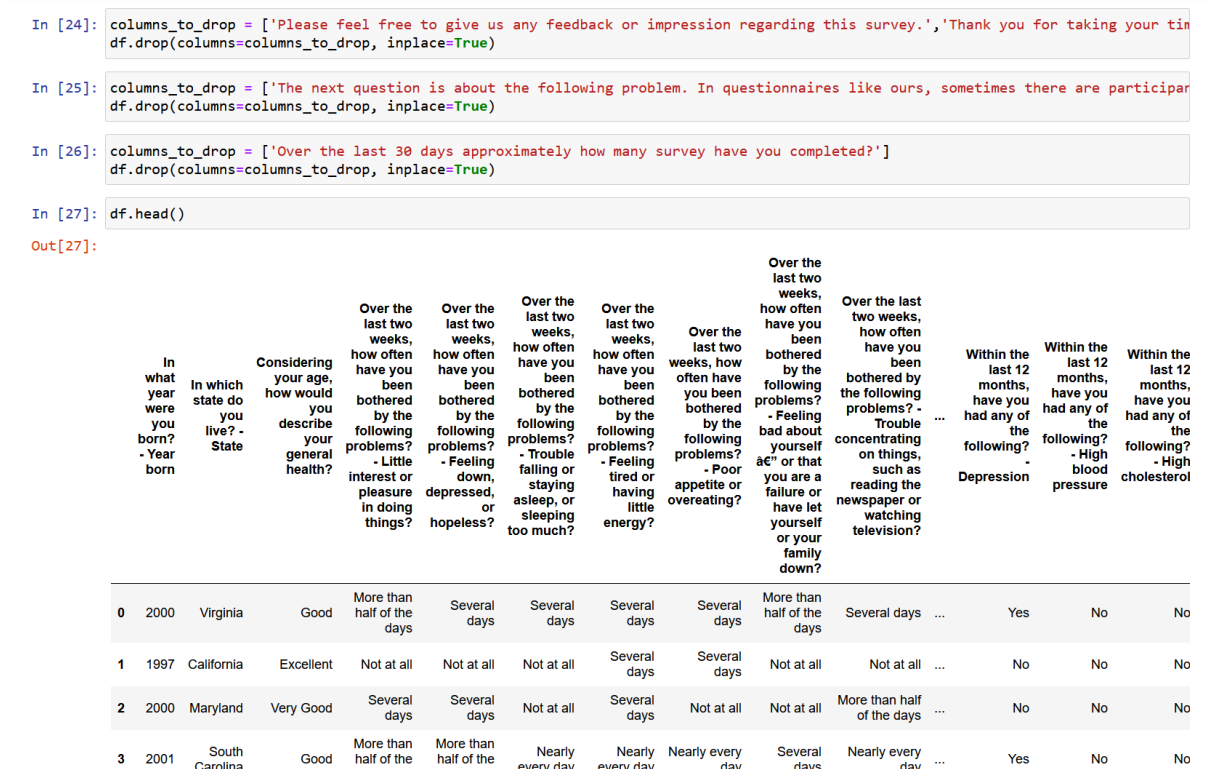 In [24]: columns_to_drop = ['Please feel free to give us any feedback or impression regarding this survey.','Thank you for taking your
df.drop(columns=columns_to_drop, inplace=True)
In [25]: columns_to_drop = ['The next question is about the following problem. In questionnaires like ours, sometimes there are
df.drop(columns=columns_to_drop, inplace=True)
In [26]: columns_to_drop = ['Over the last 30 days approximately how many survey have you completed?']
df.drop(columns=columns_to_drop, inplace=True)
In [27]: df.head()
Out[27]:
In
what
year
were
you
born?
- Year
born
In which
state do
you
live? -
State
Considering
your age,
how would
you
describe
your
general
health?
Over the
last two
weeks,
how often
have you
been
bothered
by the
following
problems?
- Little
interest or
pleasure
in doing
things?
Over the
last two
weeks,
how often
have you
been
bothered
by the
following
problems?
- Feeling
down,
depressed,
or
hopeless?
Over the
last two
weeks,
how often
have you
been
bothered
by the
following
problems?
- Trouble
falling or
staying
asleep, or
sleeping
too much?
Over the
last two
weeks,
how often
have you
been
bothered
by the
following
problems?
- Feeling
tired or
having
little
energy?
Over the
last two
weeks, how
often have
you been
bothered
by the
following
problems?
- Poor
appetite or
overeating?
Over the
last two
weeks,
how often
have you
been
bothered
by the
following
problems?
- Feeling
bad about
yourself
â€” or that
you are a
failure or
have let
yourself
or your
family
down?
Over the last
two weeks,
how often
have you
been
bothered by
the following
problems? -
Trouble
concentrating
on things,
such as
reading the
newspaper or
watching
television?
...
Within the
last 12
months,
have you
had any of
the
following?
-
Depression
Within the
last 12
months,
have you
had any of
the
following?
- High
blood
pressure
Within the
last 12
months,
have you
had any of
the
following?
- High
cholesterol
0 2000 Virginia Good More than half of the days Several days Several days Several days Several days More than half of the days Several days ... Yes No No
1 1997 California Excellent Not at all Not at all Not at all Several days Several days Not at all Not at all ... No No No
2 2000 Maryland Very Good Several days Several days Not at all Several days Not at all Not at all More than half of the days ... No No No
3 2001 South Carolina Good More than half of the More than half of the Nearly every day Nearly every day Nearly every day Several days Nearly every day ... Yes No No